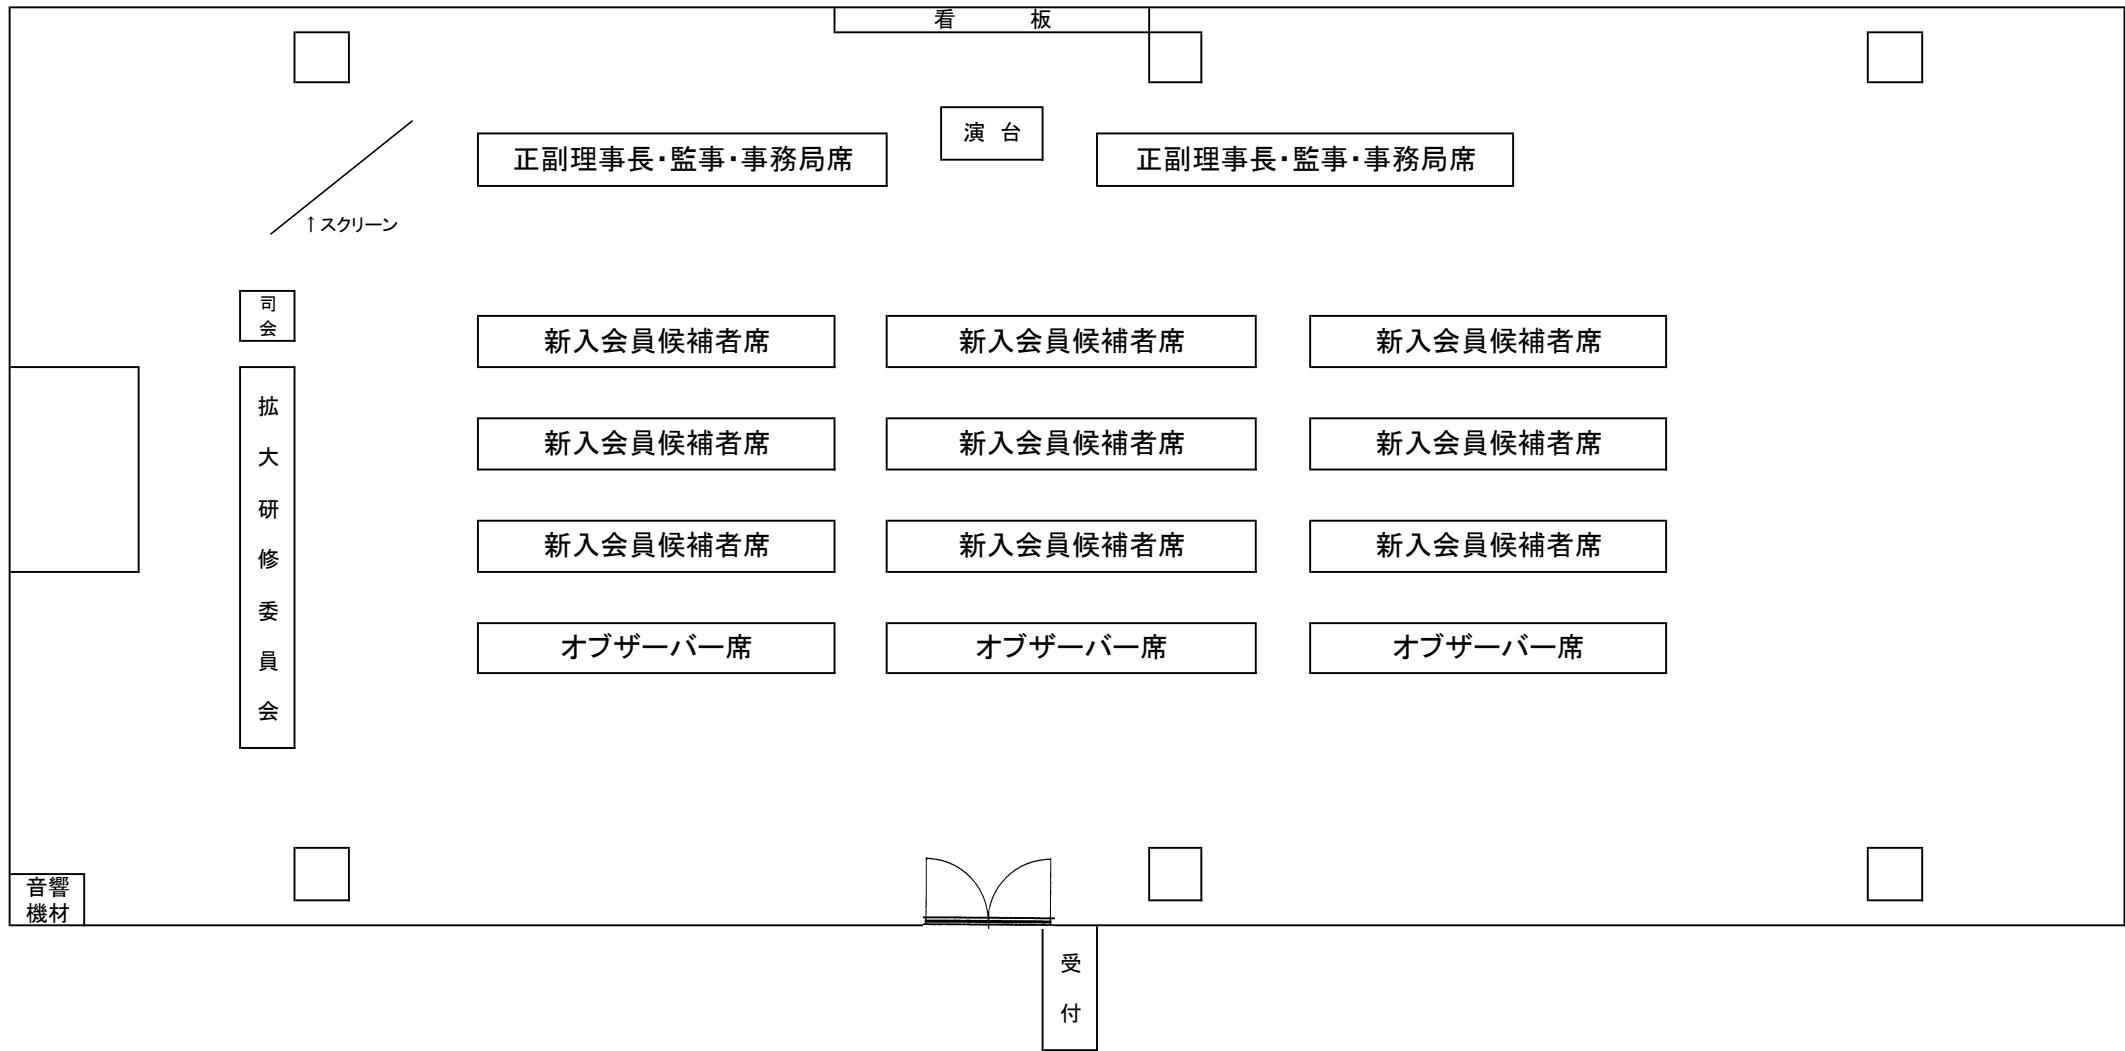 看 板
演 台
正副理事長・監事・事務局席
正副理事長・監事・事務局席
↑スクリーン
司
会
新入会員候補者席
新入会員候補者席
新入会員候補者席
拡
大
研
修
委
員
会
新入会員候補者席
新入会員候補者席
新入会員候補者席
新入会員候補者席
新入会員候補者席
新入会員候補者席
オブザーバー席
オブザーバー席
オブザーバー席
音響
機材
受
付